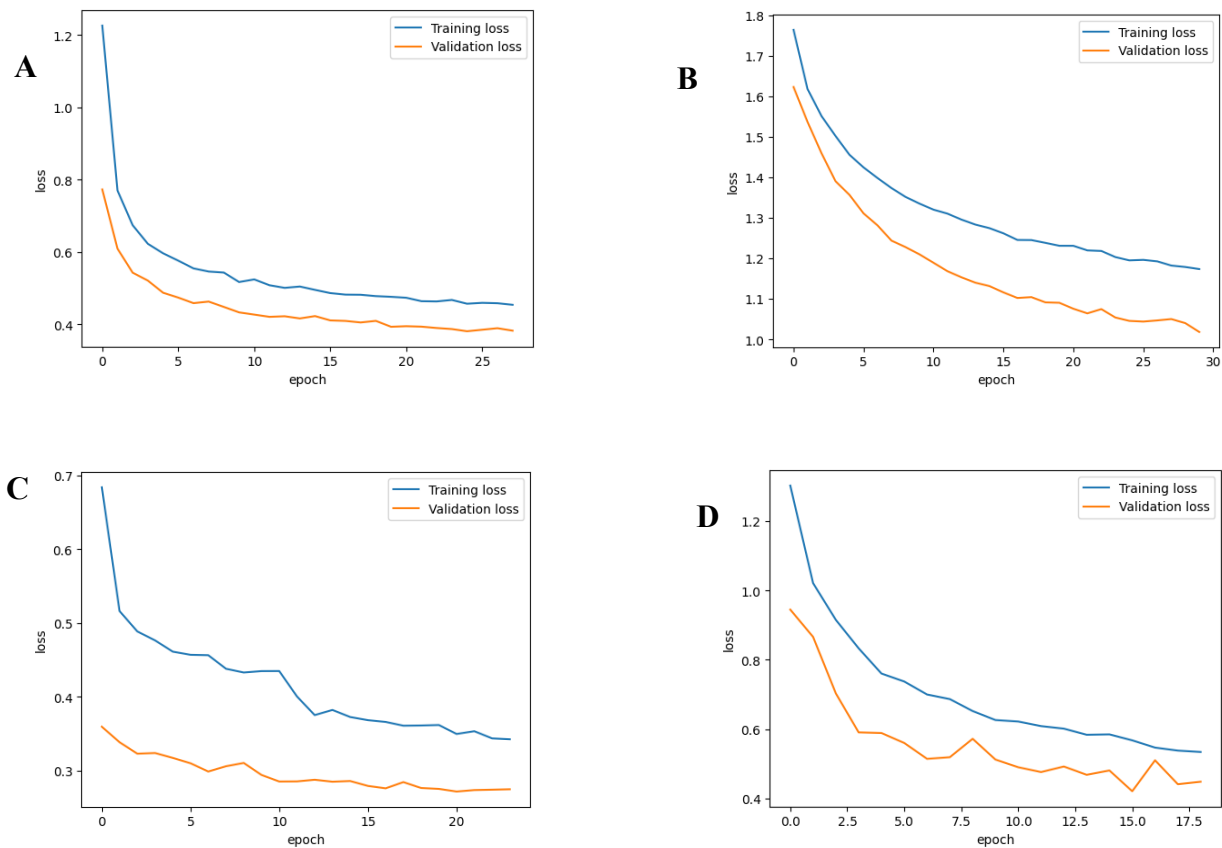 A
1.2
1.0
0.8
0.6
0.4
loss
0 5 10 15 20 25
epoch
Training loss
Validation loss
B
1.8
1.7
1.6
1.5
1.4
1.3
1.2
1.1
1.0
loss
0 5 10 15 20 25 30
epoch
Training loss
Validation loss
C
0.7
0.6
0.5
0.4
0.3
loss
0 5 10 15 20
epoch
Training loss
Validation loss
D
1.2
1.0
0.8
0.6
0.4
loss
0.0 2.5 5.0 7.5 10.0 12.5 15.0 17.5
epoch
Training loss
Validation loss